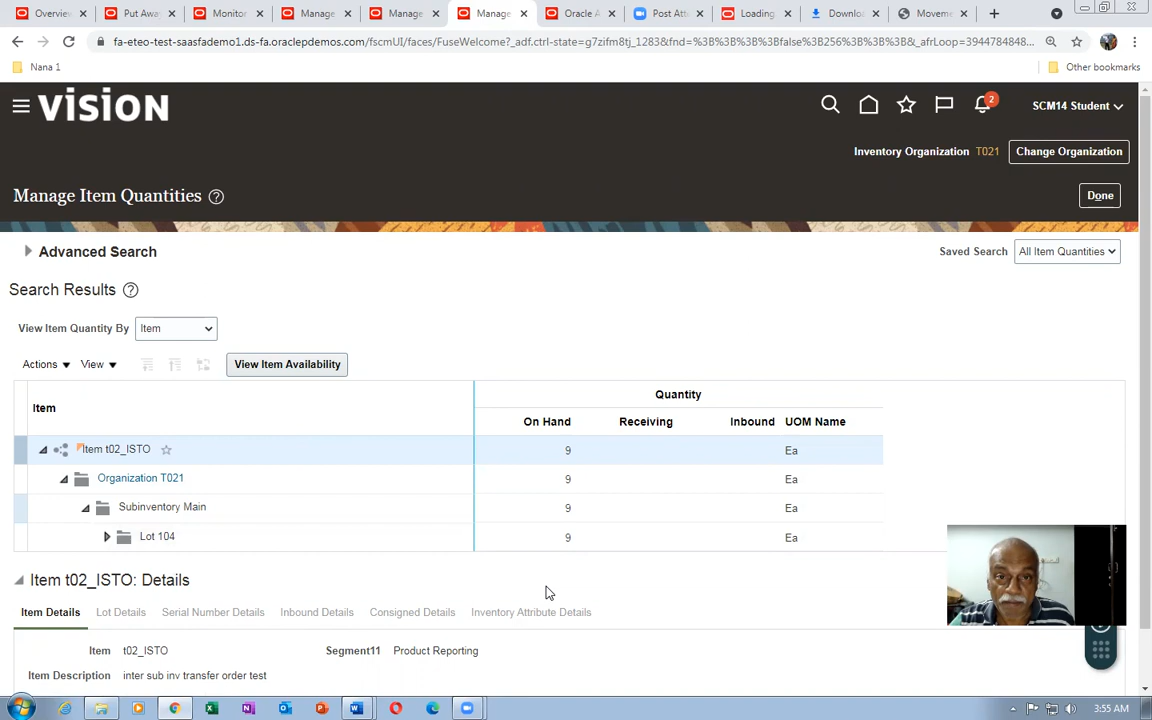 Overvie
Put Awa
Monitor
Manage
Manage
Manage
Oracle A
Post Att
Loading
Downlo
Movem
fa-eteo-test-saasfademo1.ds-fa.oraclepdemos.com/fscmUI/faces/FuseWelcome?_adf.ctrl-state=g7zifm8tj_1283&fnd=%3B%3B%3B%3Bfalse%3B256%3B%3B%3B&_afrLoop=3944784848...
Nana 1
Other bookmarks
VISION
2
SCM14 Student
Inventory Organization T021
Change Organization
Manage Item Quantities
Done
Advanced Search
Saved Search
All Item Quantities
Search Results
View Item Quantity By
Item
Actions
View
View Item Availability
Item
Quantity
On Hand
Receiving
Inbound
UOM Name
Item t02_ISTO
9
Ea
Organization T021
9
Ea
Subinventory Main
9
Ea
Lot 104
9
Ea
Item t02_ISTO: Details
Item Details
Lot Details
Serial Number Details
Inbound Details
Consigned Details
Inventory Attribute Details
Item t02_ISTO
Segment11 Product Reporting
Item Description inter sub inv transfer order test
3:55 AM